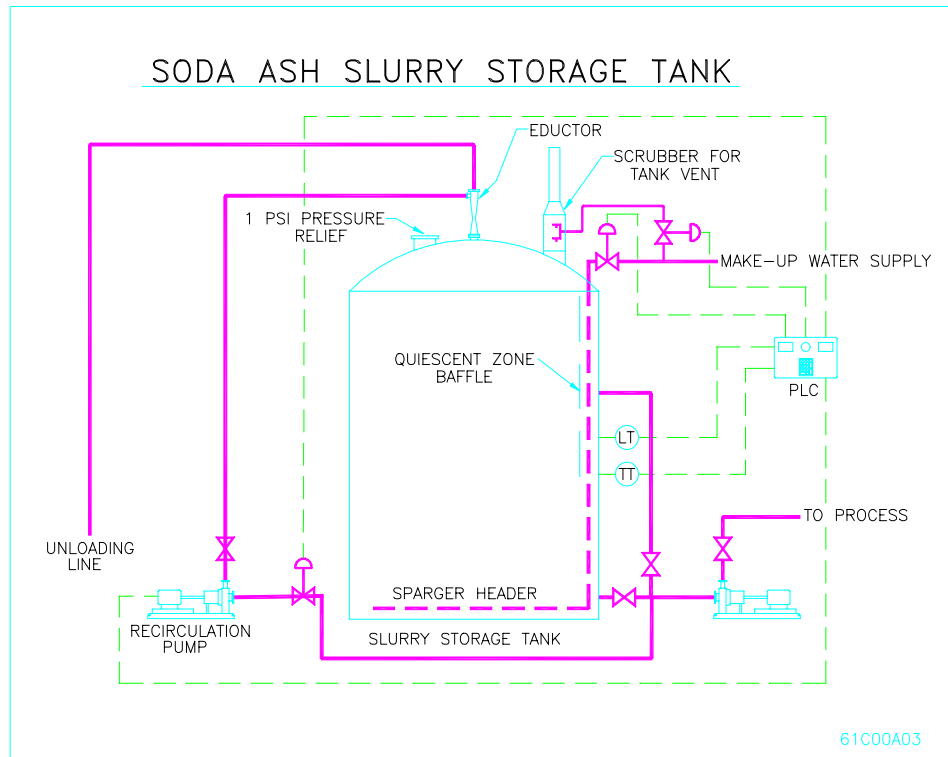 SODA ASH SLURRY STORAGE TANK
EDUCTOR
SCRUBBER FOR
TANK VENT
1 PSI PRESSURE
RELIEF
MAKE-UP WATER SUPPLY
QUIESCENT ZONE
BAFFLE
PLC
LT
TT
TO PROCESS
UNLOADING
LINE
SPARGER HEADER
RECIRCULATION
PUMP
SLURRY STORAGE TANK
61C00A03